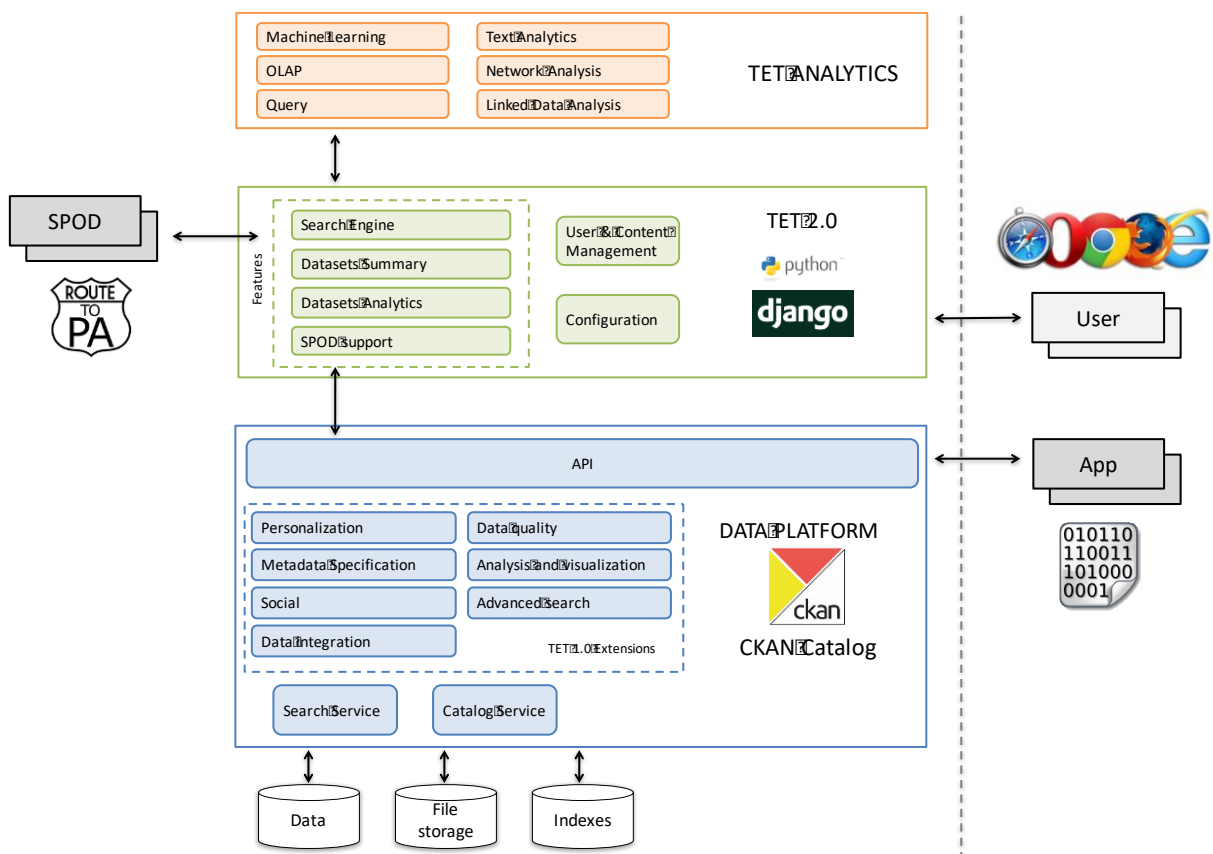 Machine Learning
Text Analytics
OLAP
Network Analysis
TET ANALYTICS
Query
Linked Data Analysis
SPOD
ROUTE
TO
PA
Features
Search Engine
Datasets Summary
Datasets Analytics
SPOD support
User & Content
Management
Configuration
TET 2.0
python™
django
User
API
App
Personalization
Data quality
Metadata Specification
Analysis and visualization
Social
Advanced search
Data Integration
TET 1.0 Extensions
DATA PLATFORM
ckan
CKAN Catalog
010110
110011
101000
0001
Search Service
Catalog Service
Data
File
storage
Indexes